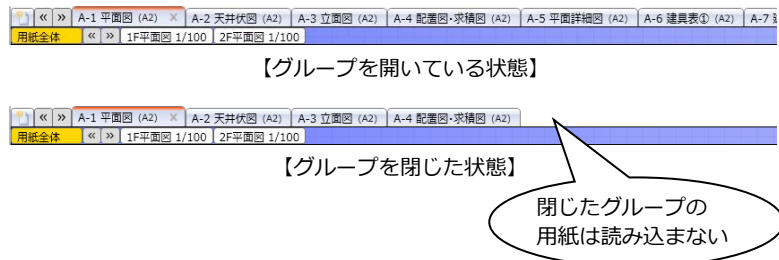 « » A-1 平面図 (A2) × A-2 天井伏図 (A2) A-3 立面図 (A2) A-4 配置図・求積図 (A2) A-5 平面詳細図 (A2) A-6 建具表① (A2) A-7
用紙全体 « » 1F平面図 1/100 2F平面図 1/100
【グループを開いている状態】
« » A-1 平面図 (A2) × A-2 天井伏図 (A2) A-3 立面図 (A2) A-4 配置図・求積図 (A2)
用紙全体 « » 1F平面図 1/100 2F平面図 1/100
【グループを閉じた状態】
閉じたグループの
用紙は読み込まない